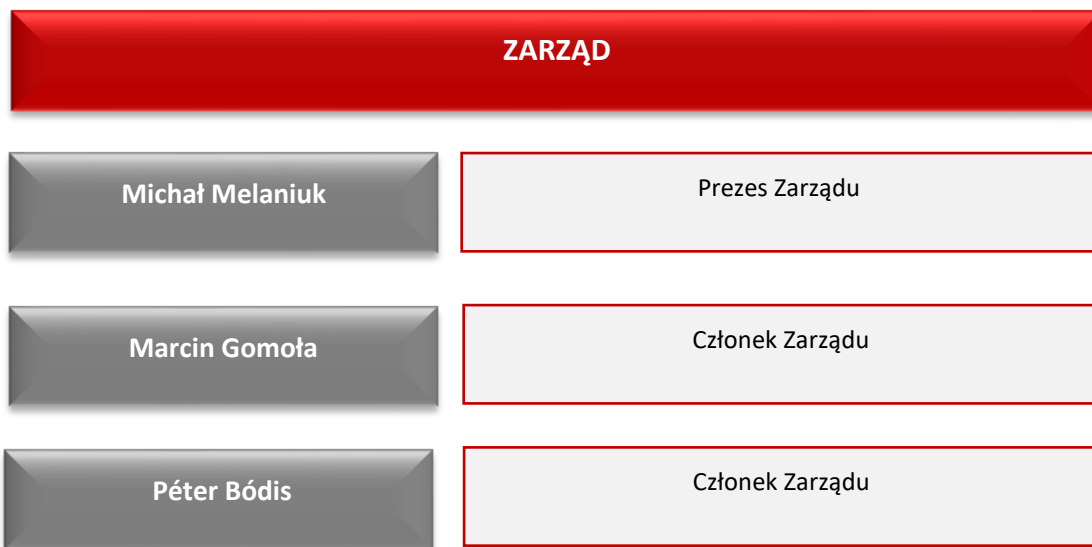 ZARZĄD
Michał Melaniuk
Prezes Zarządu
Marcin Gomoła
Członek Zarządu
Péter Bódis
Członek Zarządu